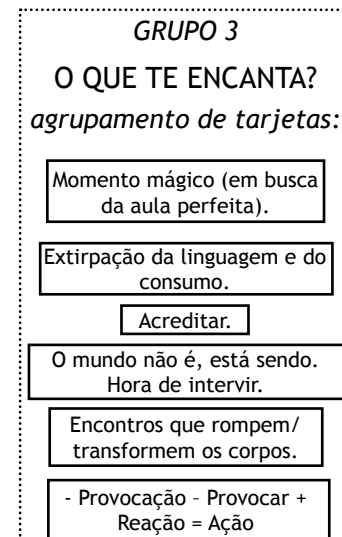 GRUPO 3
O QUE TE ENCANTA?
agrupamento de tarjetas:
Momento mágico (em busca
da aula perfeita).
Extirpação da linguagem e do
consumo.
Acreditar.
O mundo não é, está sendo.
Hora de intervir.
Encontros que rompem/
transformem os corpos.
- Provocação – Provocar +
Reação = Ação